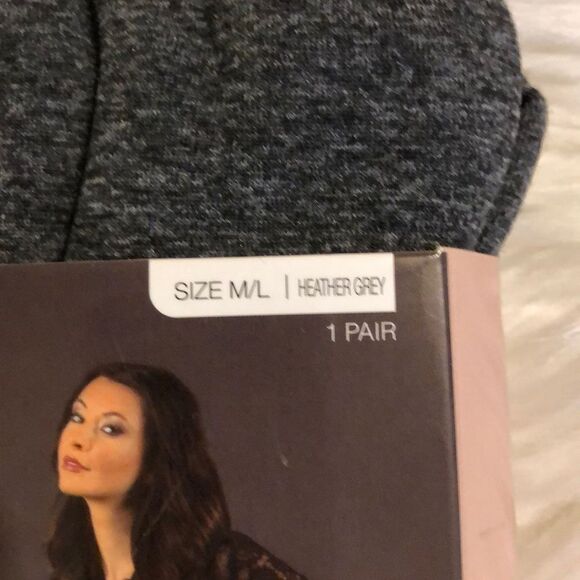 SIZE M/L | HEATHER GREY
1 PAIR